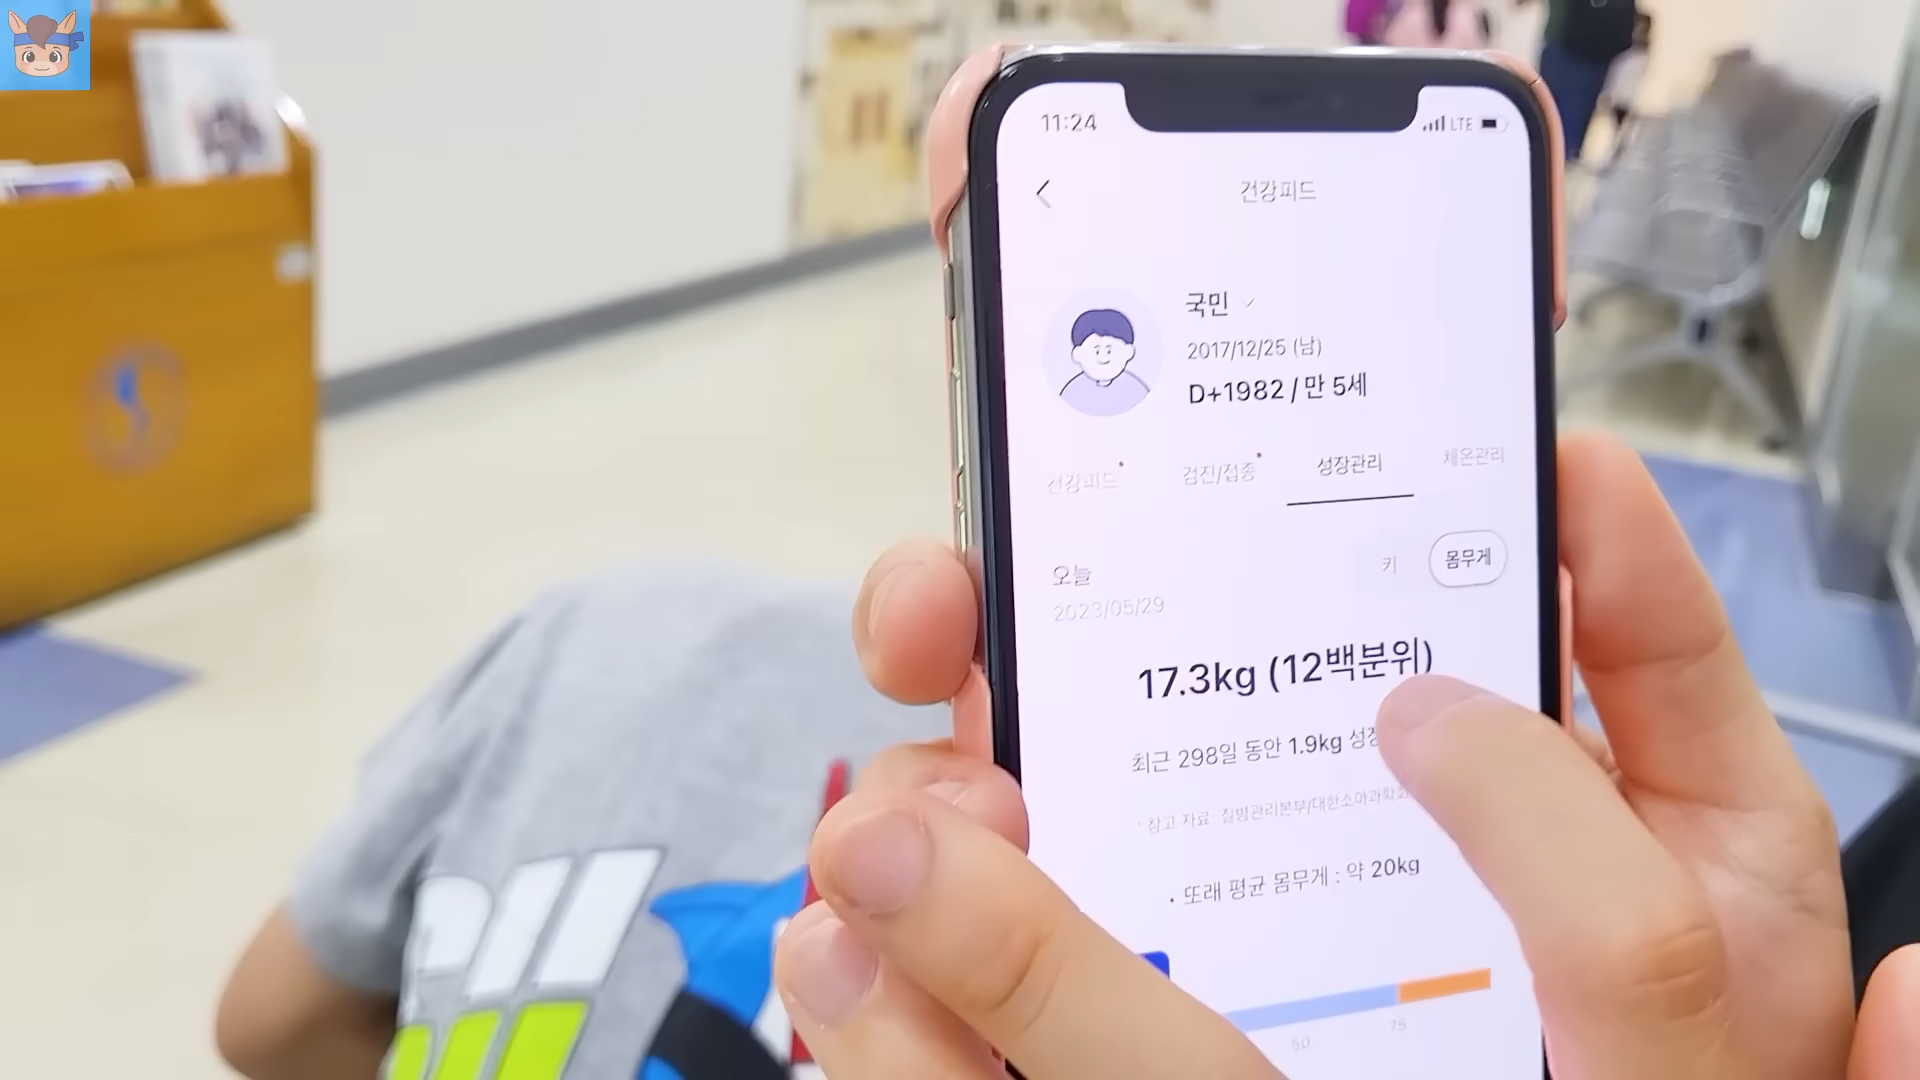 11:24
LTE
건강피드
국민
2017/12/25 (남)
D+1982 / 만 5세
건강피드
검진/접종
성장관리
체온관리
오늘
키
몸무게
2023/05/29
17.3kg (12백분위)
최근 298일 동안 1.9kg
* 참고 자료: 질병관리본부/대한소아과학회
• 또래 평균 몸무게 : 약 20kg
50
75